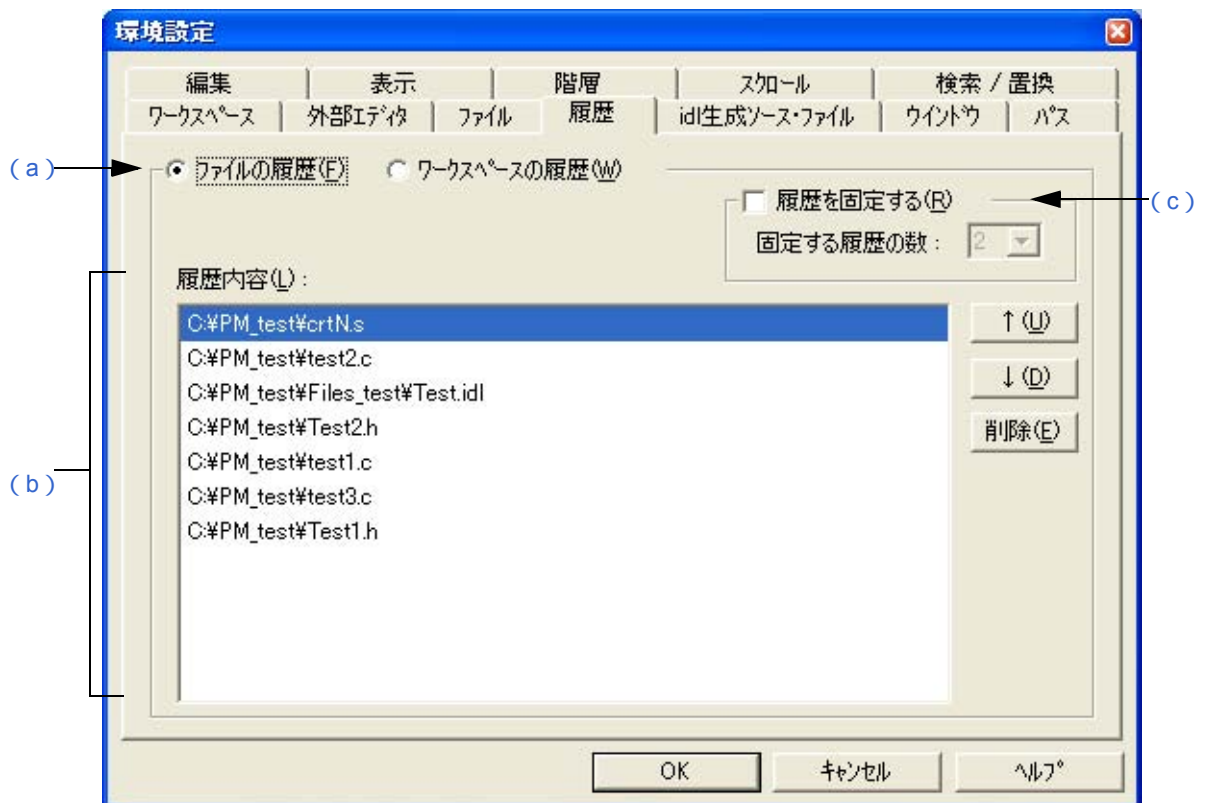 環境設定
編集 表示 階層 スクロール 検索 / 置換
ワークスペース 外部エディタ ファイル 履歴 idl生成ソース・ファイル ウインドウ パス
(a) ファイルの履歴(F) ワークスペースの履歴(W)
履歴を固定する(R) (c)
固定する履歴の数 : 2
履歴内容(L) :
C:¥PM_test¥crtN.s
↑(U)
C:¥PM_test¥test2.c
↓(D)
C:¥PM_test¥Files_test¥Test.idl
C:¥PM_test¥Test2.h
削除(E)
C:¥PM_test¥test1.c
(b)
C:¥PM_test¥test3.c
C:¥PM_test¥Test1.h
OK キャンセル ヘルプ